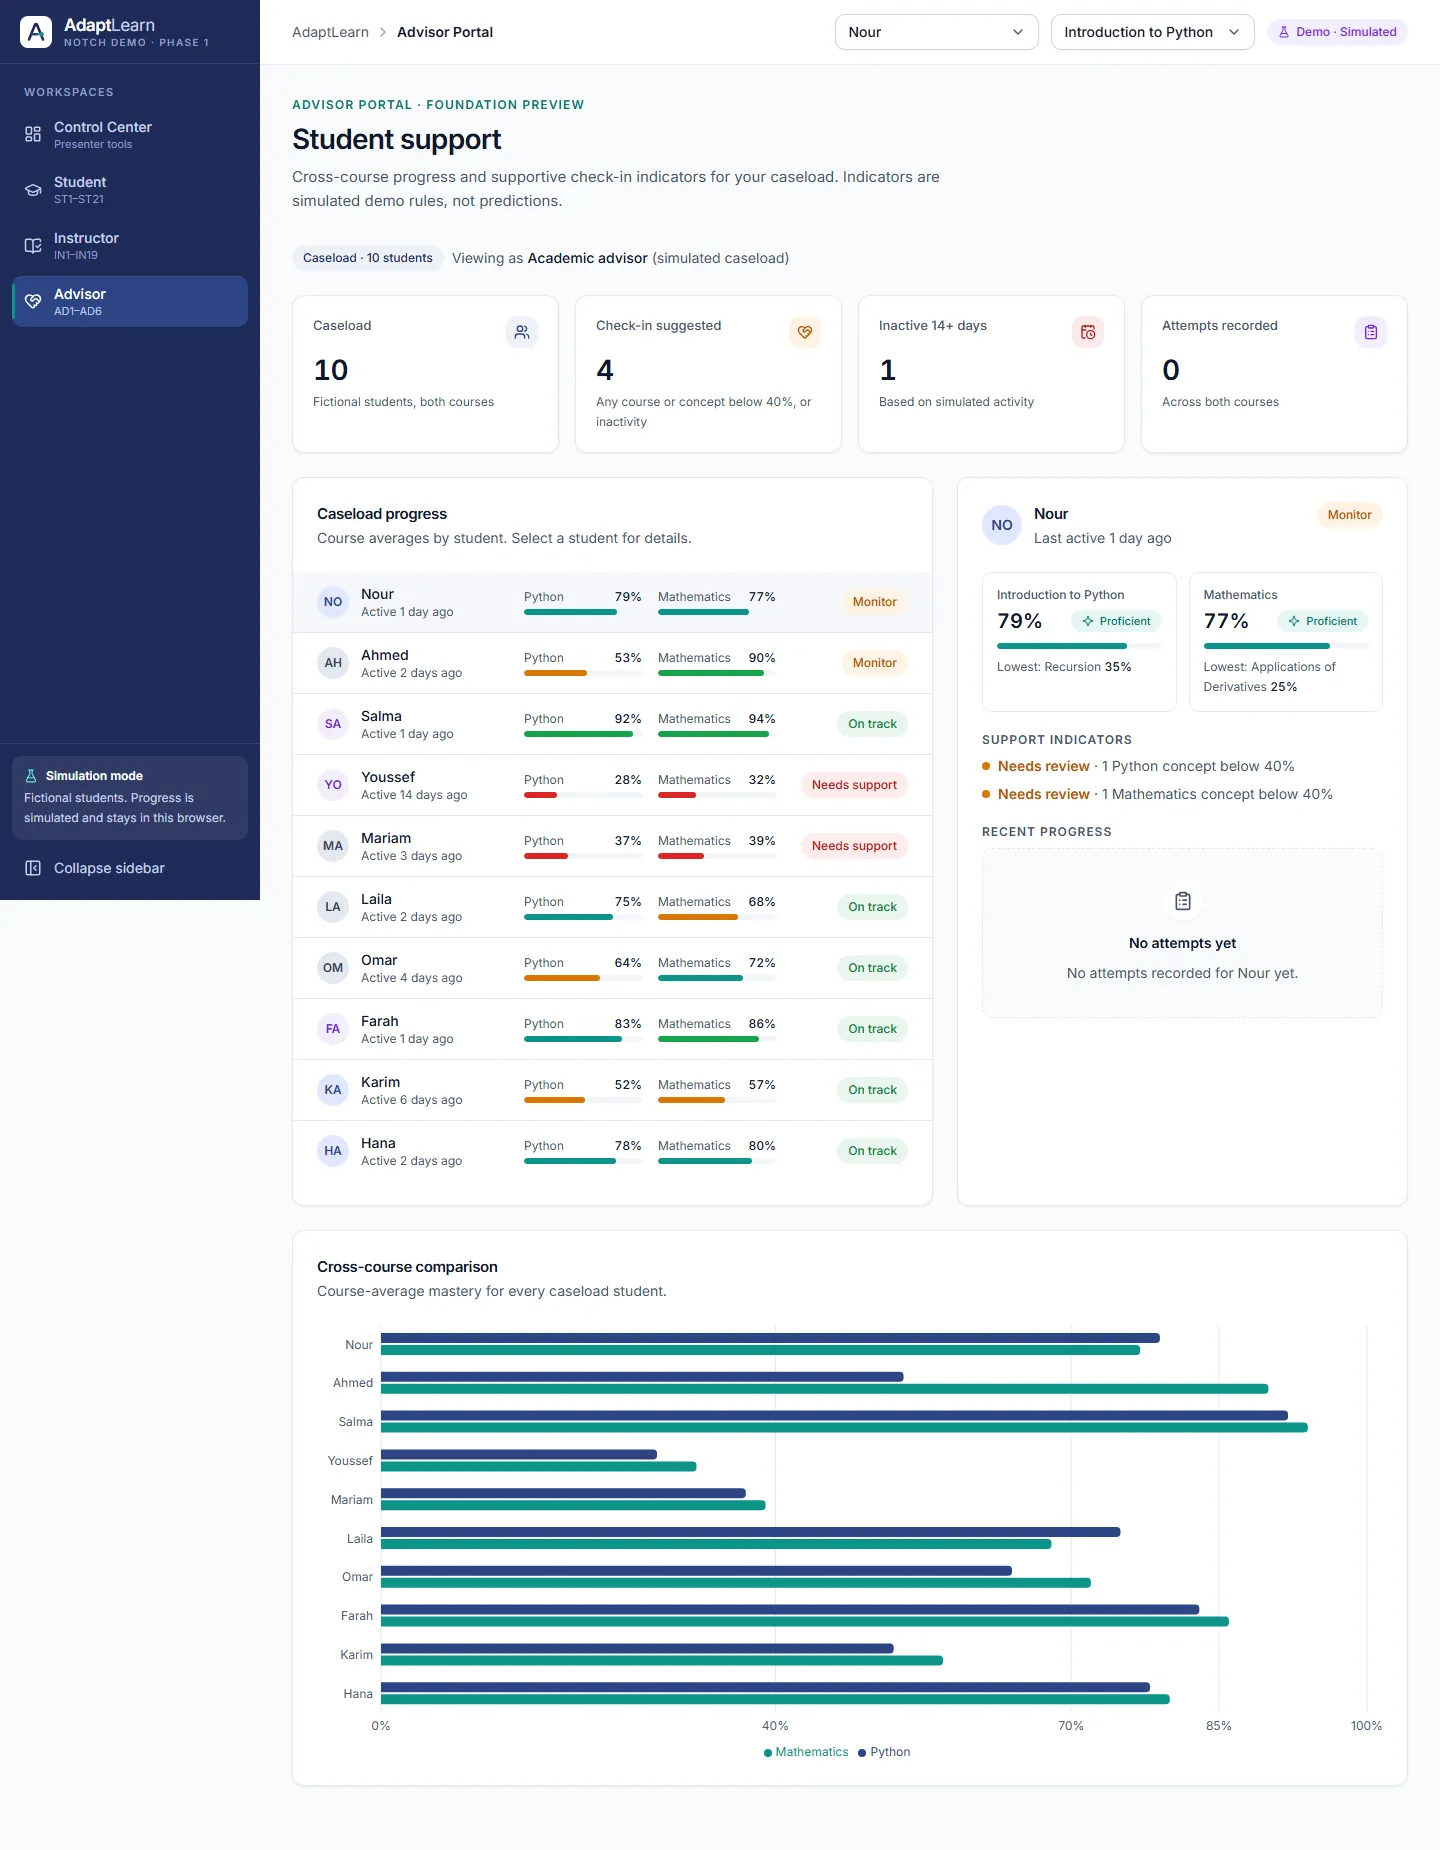 AdaptLearn
NOTCH DEMO · PHASE 1
WORKSPACES
Control Center
Presenter tools
Student
ST1–ST21
Instructor
IN1–IN19
Advisor
AD1–AD6
Simulation mode
Fictional students. Progress is
simulated and stays in this browser.
Collapse sidebar
AdaptLearn > Advisor Portal
Nour
Introduction to Python
Demo · Simulated
ADVISOR PORTAL · FOUNDATION PREVIEW
Student support
Cross-course progress and supportive check-in indicators for your caseload. Indicators are
simulated demo rules, not predictions.
Caseload · 10 students
Viewing as Academic advisor (simulated caseload)
Caseload
10
Fictional students, both courses
Check-in suggested
4
Any course or concept below 40%, or
inactivity
Inactive 14+ days
1
Based on simulated activity
Attempts recorded
0
Across both courses
Caseload progress
Course averages by student. Select a student for details.
NO
Nour
Active 1 day ago
Python 79%
Mathematics 77%
Monitor
AH
Ahmed
Active 2 days ago
Python 53%
Mathematics 90%
Monitor
SA
Salma
Active 1 day ago
Python 92%
Mathematics 94%
On track
YO
Youssef
Active 14 days ago
Python 28%
Mathematics 32%
Needs support
MA
Mariam
Active 3 days ago
Python 37%
Mathematics 39%
Needs support
LA
Laila
Active 2 days ago
Python 75%
Mathematics 68%
On track
OM
Omar
Active 4 days ago
Python 64%
Mathematics 72%
On track
FA
Farah
Active 1 day ago
Python 83%
Mathematics 86%
On track
KA
Karim
Active 6 days ago
Python 52%
Mathematics 57%
On track
HA
Hana
Active 2 days ago
Python 78%
Mathematics 80%
On track
NO
Nour
Last active 1 day ago
Monitor
Introduction to Python
79%
Proficient
Lowest: Recursion 35%
Mathematics
77%
Proficient
Lowest: Applications of
Derivatives 25%
SUPPORT INDICATORS
Needs review · 1 Python concept below 40%
Needs review · 1 Mathematics concept below 40%
RECENT PROGRESS
No attempts yet
No attempts recorded for Nour yet.
Cross-course comparison
Course-average mastery for every caseload student.
Nour
Ahmed
Salma
Youssef
Mariam
Laila
Omar
Farah
Karim
Hana
0% 40% 70% 85% 100%
Mathematics Python